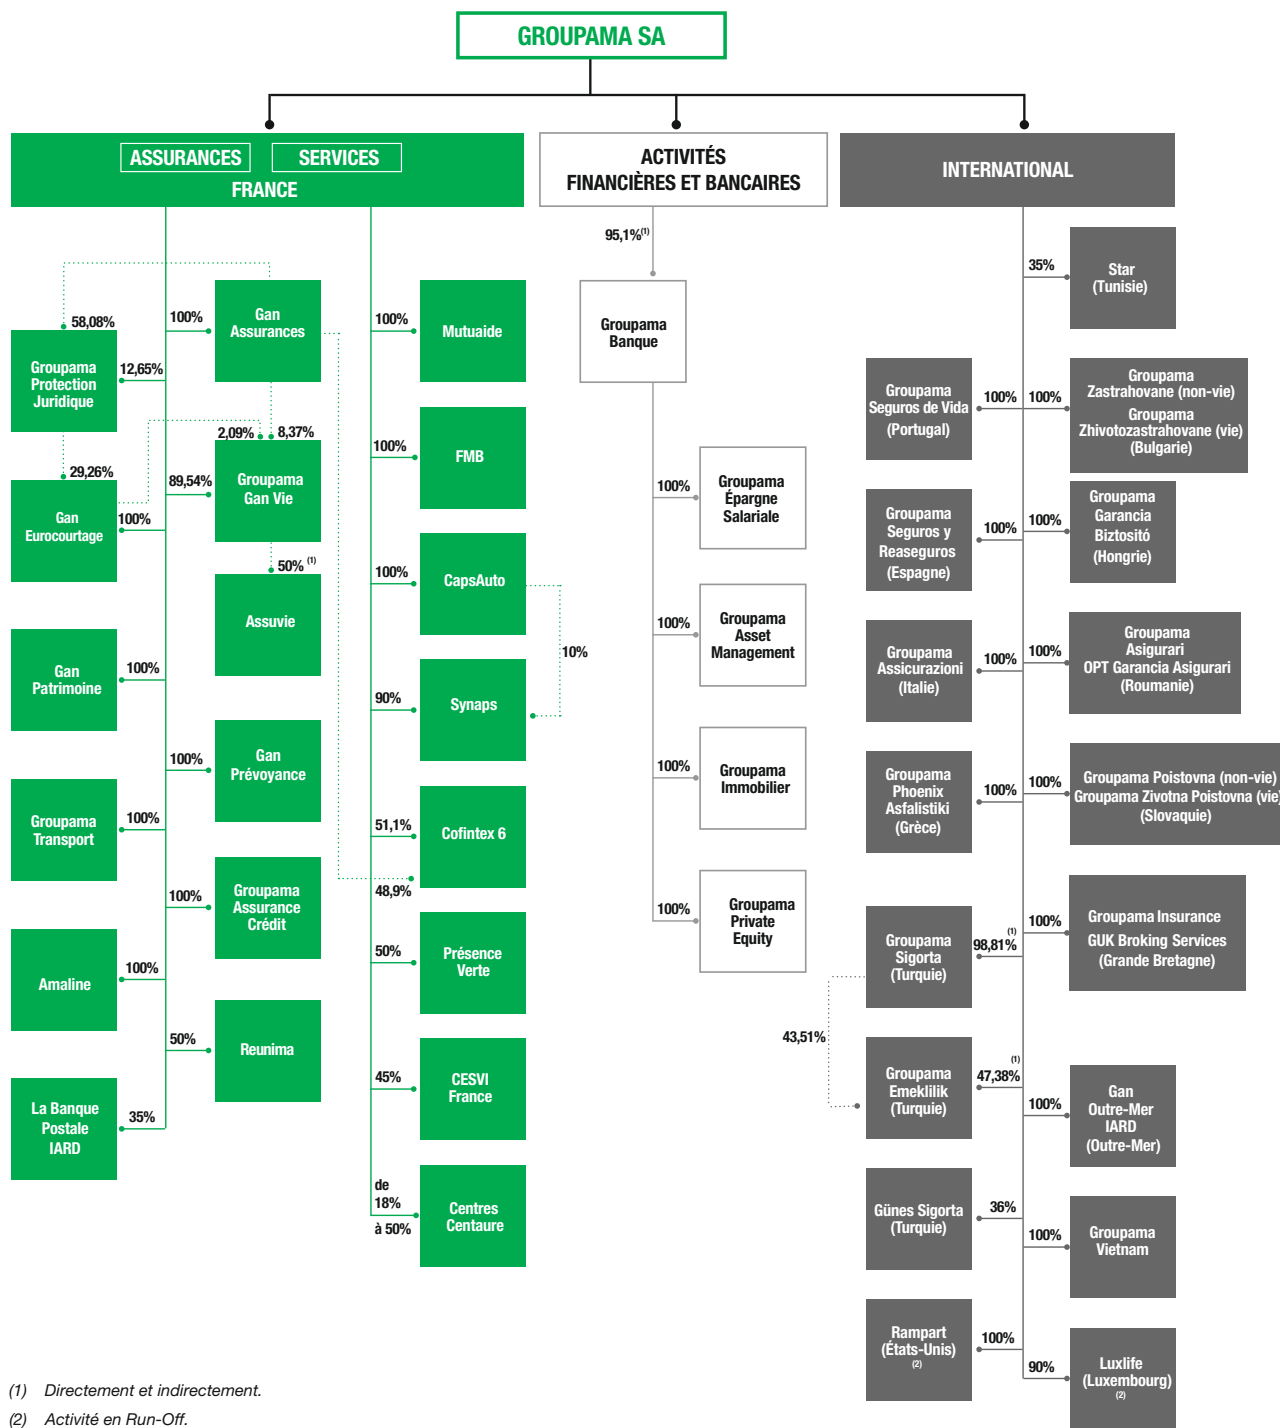 GROUPAMA SA
ASSURANCES
SERVICES
FRANCE
ACTIVITÉS
FINANCIÈRES ET BANCAIRES
INTERNATIONAL
58,08%
Groupama
Protection
Juridique
12,65%
29,26%
Gan
Eurocourtage
100%
Gan
Patrimoine
100%
Groupama
Transport
100%
Amaline
100%
La Banque
Postale
IARD
35%
100%
Gan
Assurances
2,09%
8,37%
89,54%
Groupama
Gan Vie
50% (1)
Assuvie
100%
Gan
Prévoyance
100%
Groupama
Assurance
Crédit
50%
Reunima
100%
Mutuaide
100%
FMB
100%
CapsAuto
10%
90%
Synaps
51,1%
Cofintex 6
48,9%
50%
Présence
Verte
45%
CESVI
France
de
18%
à 50%
Centres
Centaure
95,1%(1)
Groupama
Banque
100%
Groupama
Épargne
Salariale
100%
Groupama
Asset
Management
100%
Groupama
Immobilier
100%
Groupama
Private
Equity
35%
Star
(Tunisie)
Groupama
Seguros de Vida
(Portugal)
100%
100%
Groupama
Zastrahovane (non-vie)
Groupama
Zhivotozastrahovane (vie)
(Bulgarie)
Groupama
Seguros y
Reaseguros
(Espagne)
100%
100%
Groupama
Garancia
Biztositó
(Hongrie)
Groupama
Assicurazioni
(Italie)
100%
100%
Groupama
Asigurari
OPT Garancia Asigurari
(Roumanie)
Groupama
Phoenix
Asfalistiki
(Grèce)
100%
100%
Groupama Poistovna (non-vie)
Groupama Zivotna Poistovna (vie)
(Slovaquie)
Groupama
Sigorta
(Turquie)
(1)
98,81%
100%
Groupama Insurance
GUK Broking Services
(Grande Bretagne)
43,51%
Groupama
Emeklilik
(Turquie)
(1)
47,38%
100%
Gan
Outre-Mer
IARD
(Outre-Mer)
Günes Sigorta
(Turquie)
36%
100%
Groupama
Vietnam
Rampart
(États-Unis)
(2)
100%
90%
Luxlife
(Luxembourg)
(2)
(1) Directement et indirectement.
(2) Activité en Run-Off.